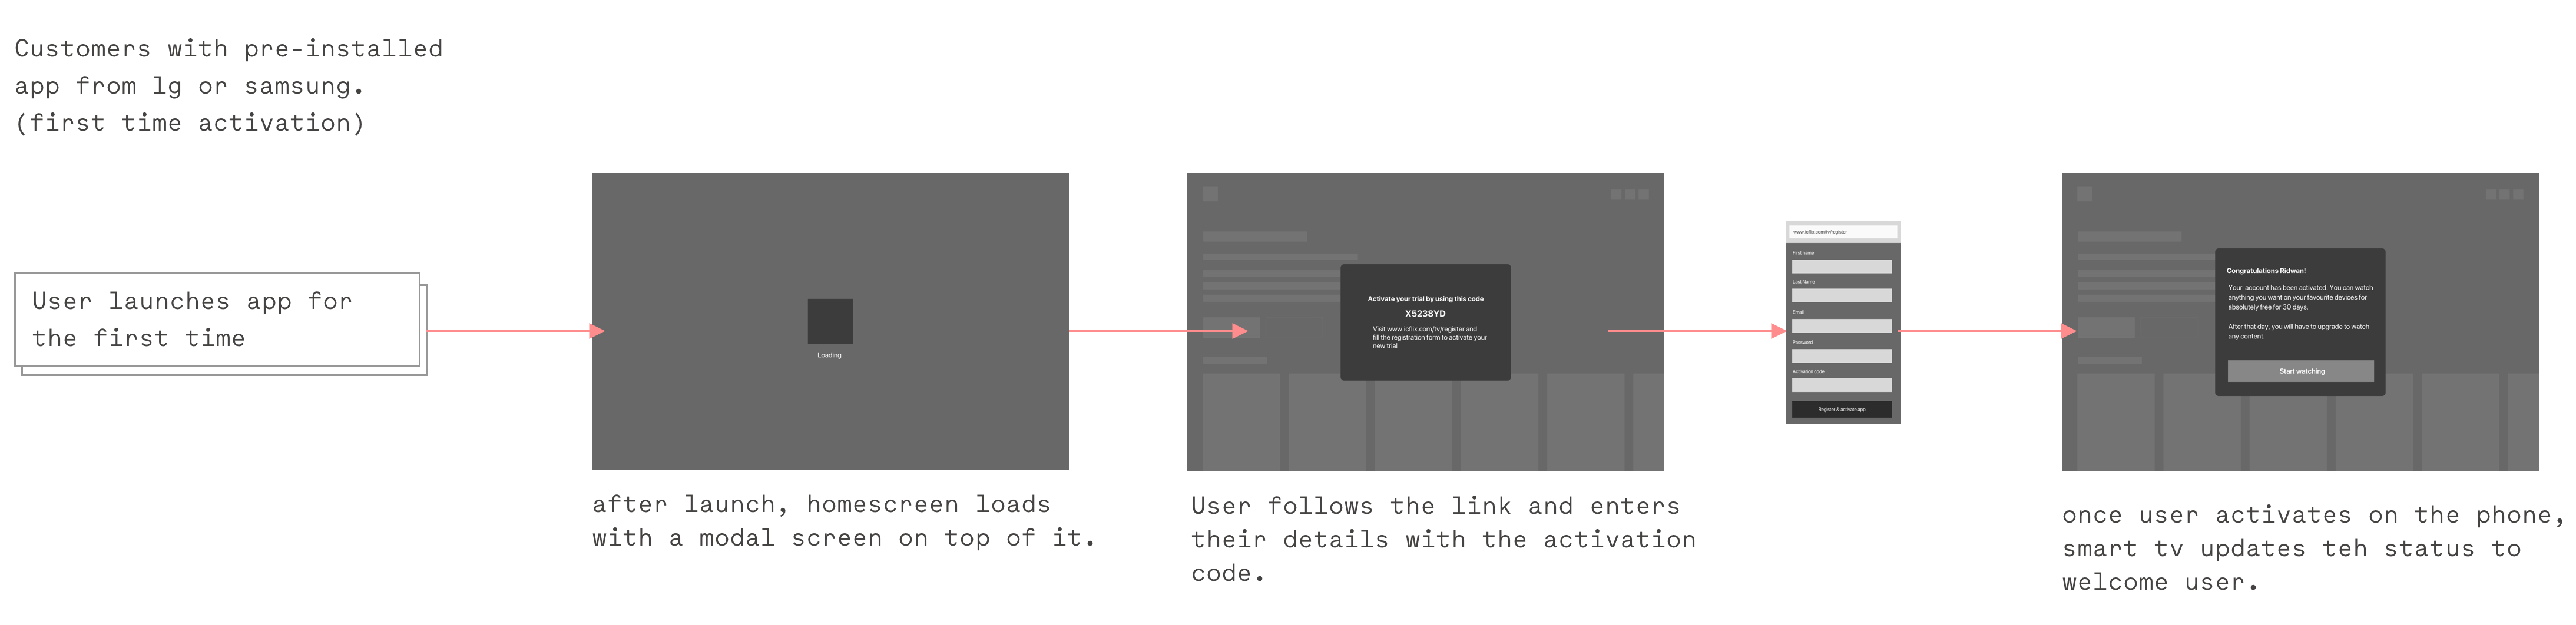 Customers with pre-installed
app from lg or samsung.
(first time activation)
User launches app for
the first time
Loading
after launch, homescreen loads
with a modal screen on top of it.
Activate your trial by using this code
X5238YD
Visit www.icflix.com/tv/register and
fill the registration form to activate your
new trial
User follows the link and enters
their details with the activation
code.
www.icflix.com/tv/register
First name
Last Name
Email
Password
Activation code
Register & activate app
Congratulations Ridwan!
Your account has been activated. You can watch
anything you want on your favourite devices for
absolutely free for 30 days.
After that day, you will have to upgrade to watch
any content.
Start watching
once user activates on the phone,
smart tv updates teh status to
welcome user.